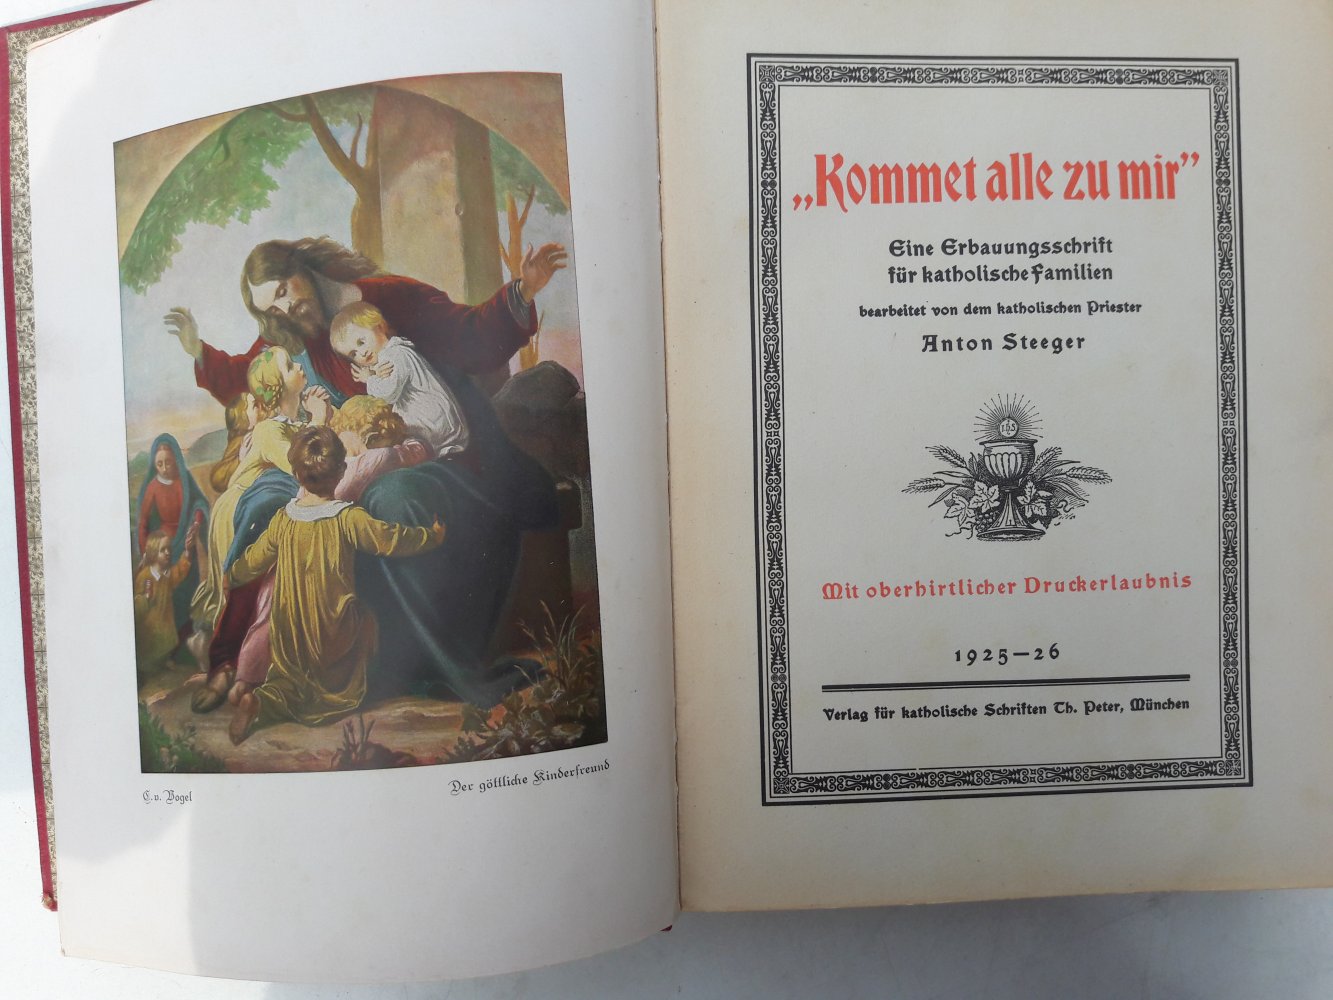 C. v. Vogel
Der göttliche Kinderfreund
„Kommet alle zu mir”
Eine Erbauungsschrift
für katholische Familien
bearbeitet von dem katholischen Priester
Anton Steeger
IHS
Mit oberhirtlicher Druckerlaubnis
1925—26
Verlag für katholische Schriften Th. Peter, München